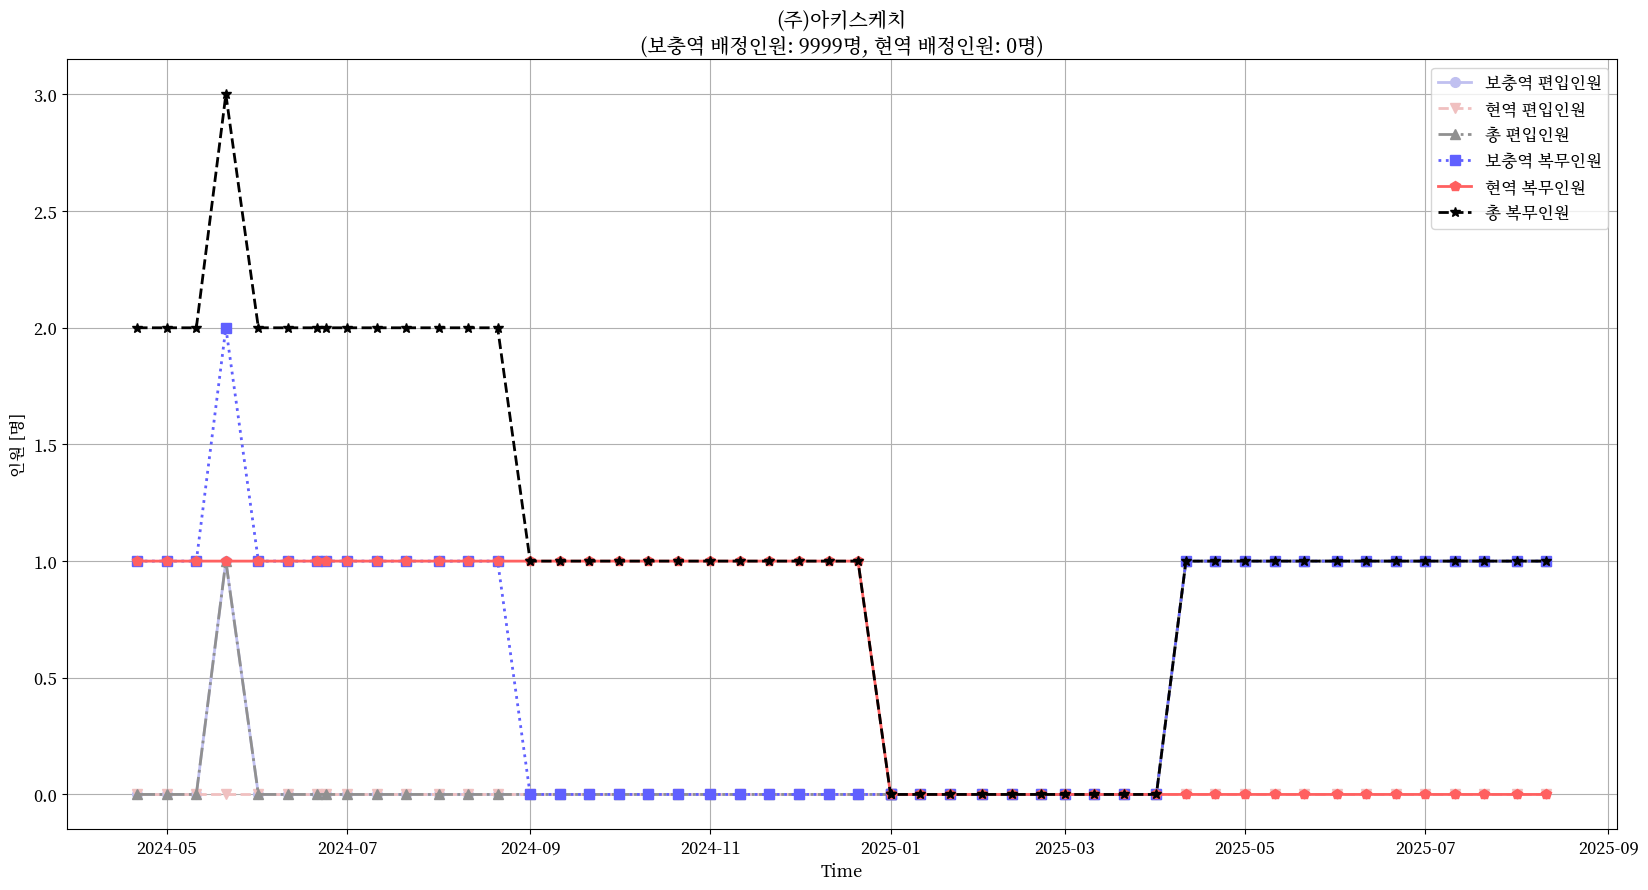 (주)아키스케치
(보충역 배정인원: 9999명, 현역 배정인원: 0명)
보충역 편입인원
현역 편입인원
총 편입인원
보충역 복무인원
현역 복무인원
총 복무인원
인원 [명]
3.0
2.5
2.0
1.5
1.0
0.5
0.0
2024-05 2024-07 2024-09 2024-11 2025-01 2025-03 2025-05 2025-07 2025-09
Time